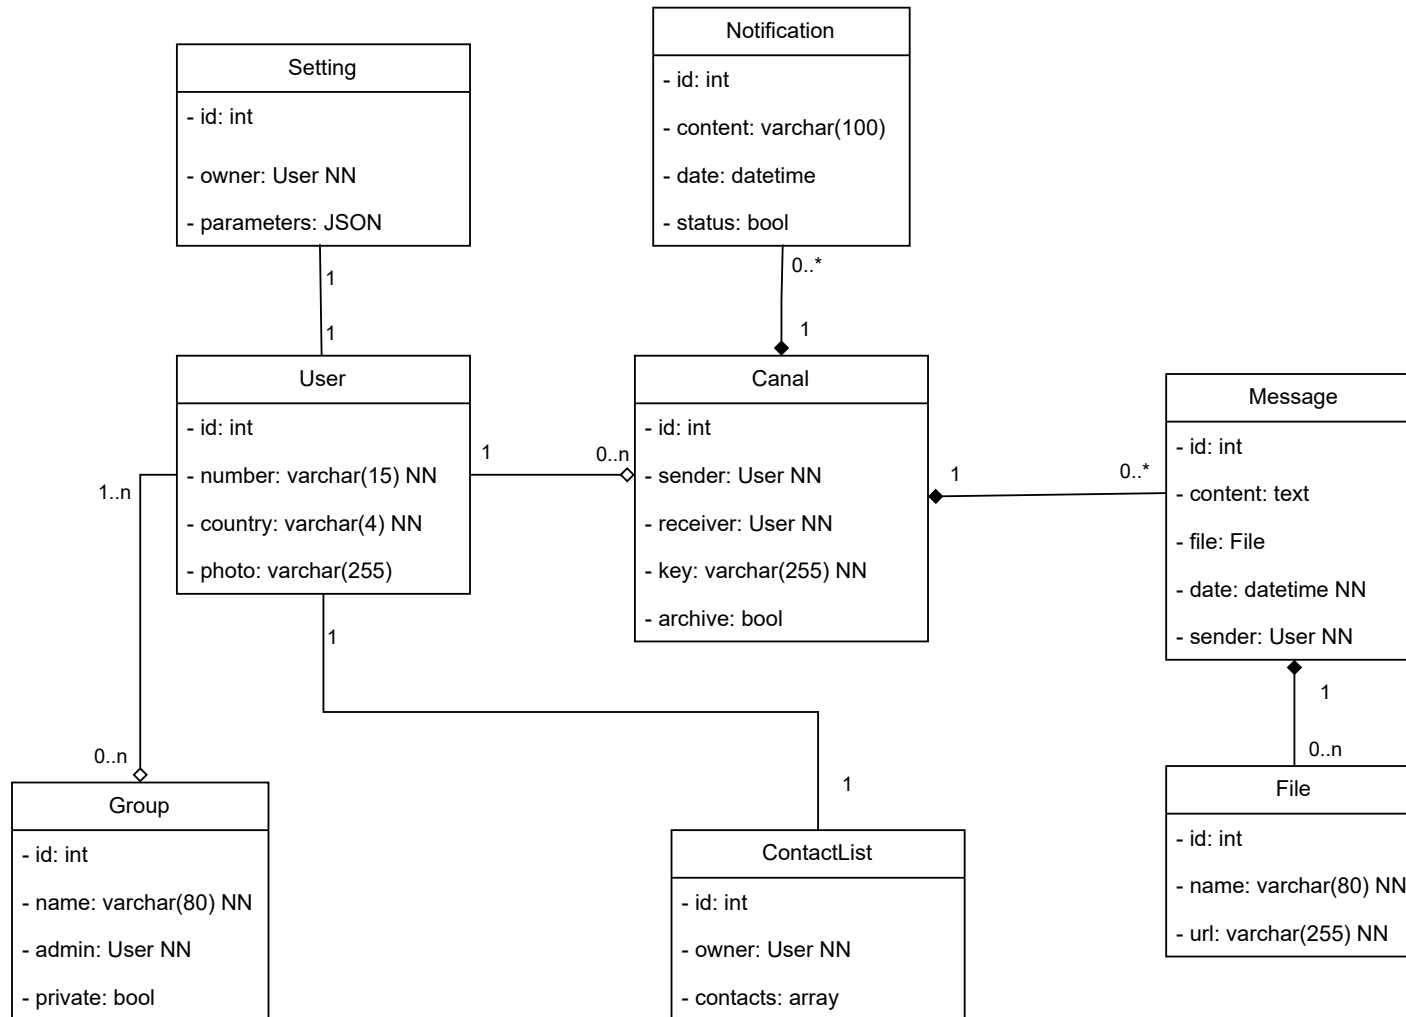 Notification
- id: int
- content: varchar(100)
- date: datetime
- status: bool
Setting
- id: int
- owner: User NN
- parameters: JSON
0..*
1
1
1
1
User
- id: int
- number: varchar(15) NN
- country: varchar(4) NN
- photo: varchar(255)
1
0..n
Canal
- id: int
- sender: User NN
- receiver: User NN
- key: varchar(255) NN
- archive: bool
1
0..*
Message
- id: int
- content: text
- file: File
- date: datetime NN
- sender: User NN
1..n
0..n
1
1
1
0..n
Group
- id: int
- name: varchar(80) NN
- admin: User NN
- private: bool
ContactList
- id: int
- owner: User NN
- contacts: array
File
- id: int
- name: varchar(80) NN
- url: varchar(255) NN